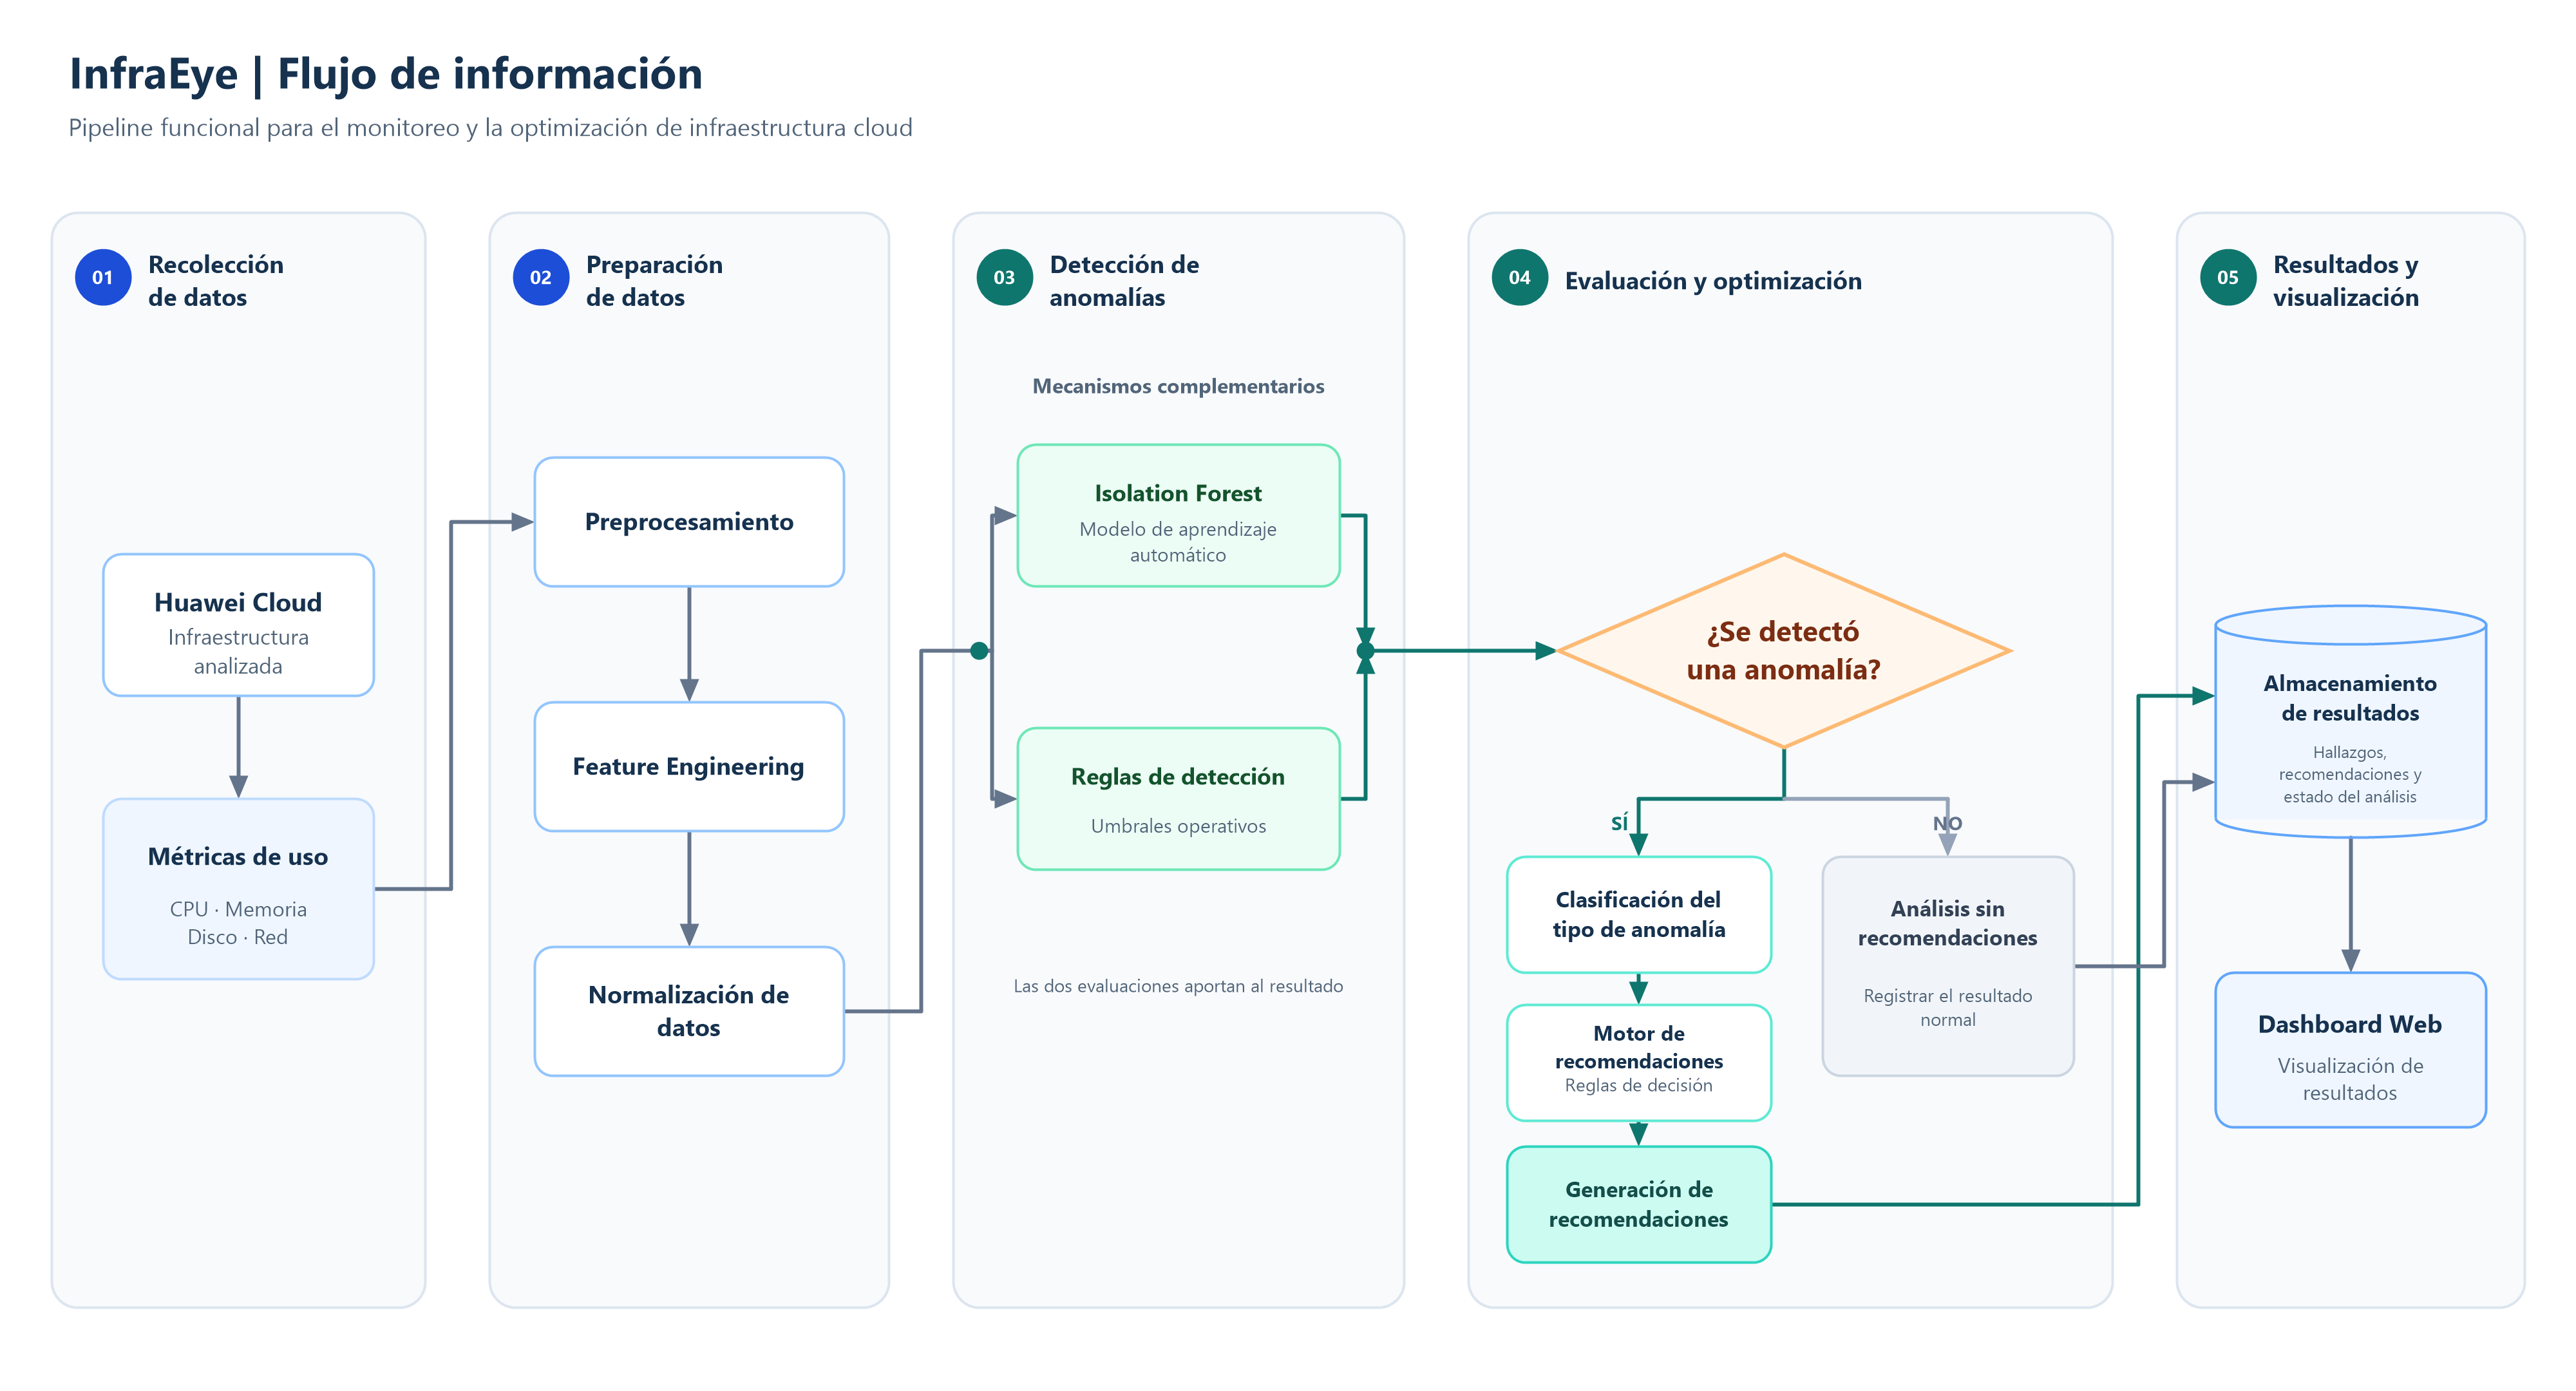 InfraEye | Flujo de información
Pipeline funcional para el monitoreo y la optimización de infraestructura cloud
01
Recolección
de datos
Huawei Cloud
Infraestructura
analizada
Métricas de uso
CPU · Memoria
Disco · Red
02
Preparación
de datos
Preprocesamiento
Feature Engineering
Normalización de
datos
03
Detección de
anomalías
Mecanismos complementarios
Isolation Forest
Modelo de aprendizaje
automático
Reglas de detección
Umbrales operativos
Las dos evaluaciones aportan al resultado
04
Evaluación y optimización
¿Se detectó
una anomalía?
SÍ
NO
Clasificación del
tipo de anomalía
Motor de
recomendaciones
Reglas de decisión
Generación de
recomendaciones
Análisis sin
recomendaciones
Registrar el resultado
normal
05
Resultados y
visualización
Almacenamiento
de resultados
Hallazgos,
recomendaciones y
estado del análisis
Dashboard Web
Visualización de
resultados